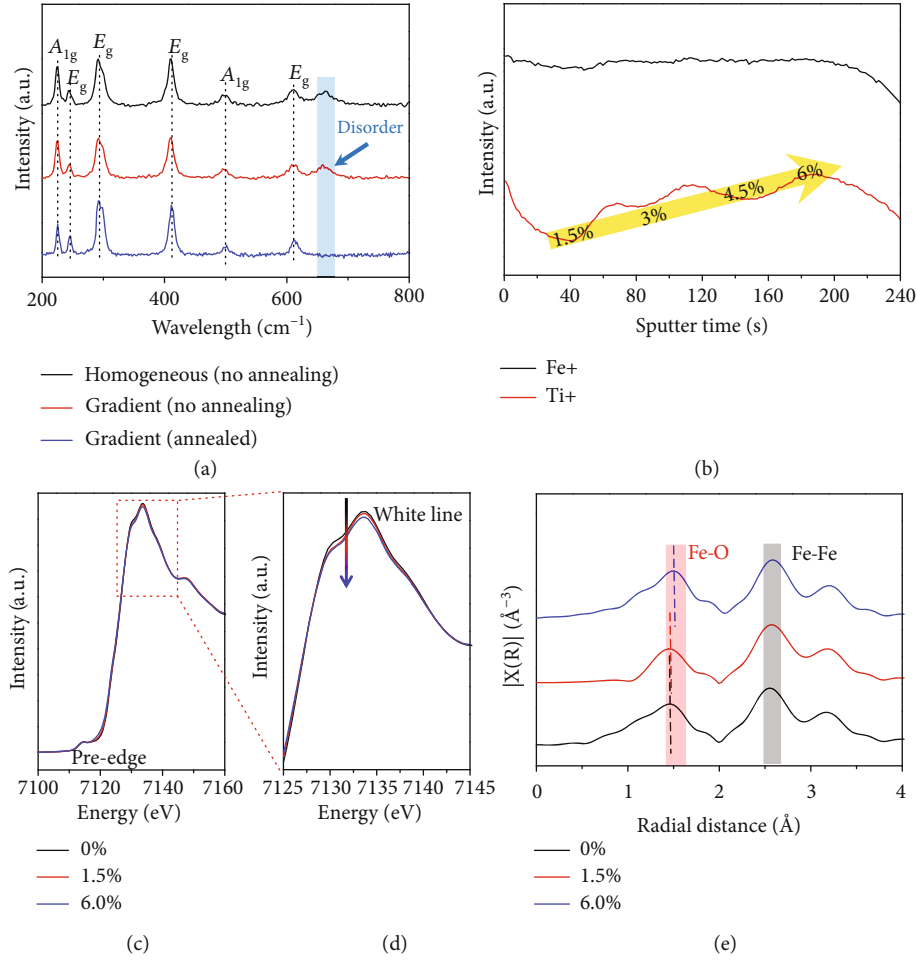 A1g
Eg
Eg
Eg
A1g
Eg
Disorder
Intensity (a.u.)
200 400 600 800
Wavelength (cm−1)
Homogeneous (no annealing)
Gradient (no annealing)
Gradient (annealed)
(a)
Intensity (a.u.)
1.5%
3%
4.5%
6%
0 40 80 120 160 200 240
Sputter time (s)
Fe+
Ti+
(b)
Intensity (a.u.)
Pre-edge
7100 7120 7140 7160
Energy (eV)
0%
1.5%
6.0%
(c)
Intensity (a.u.)
White line
7125 7130 7135 7140 7145
Energy (eV)
(d)
|X(R)| (Å−3)
Fe-O
Fe-Fe
0 1 2 3 4
Radial distance (Å)
0%
1.5%
6.0%
(e)